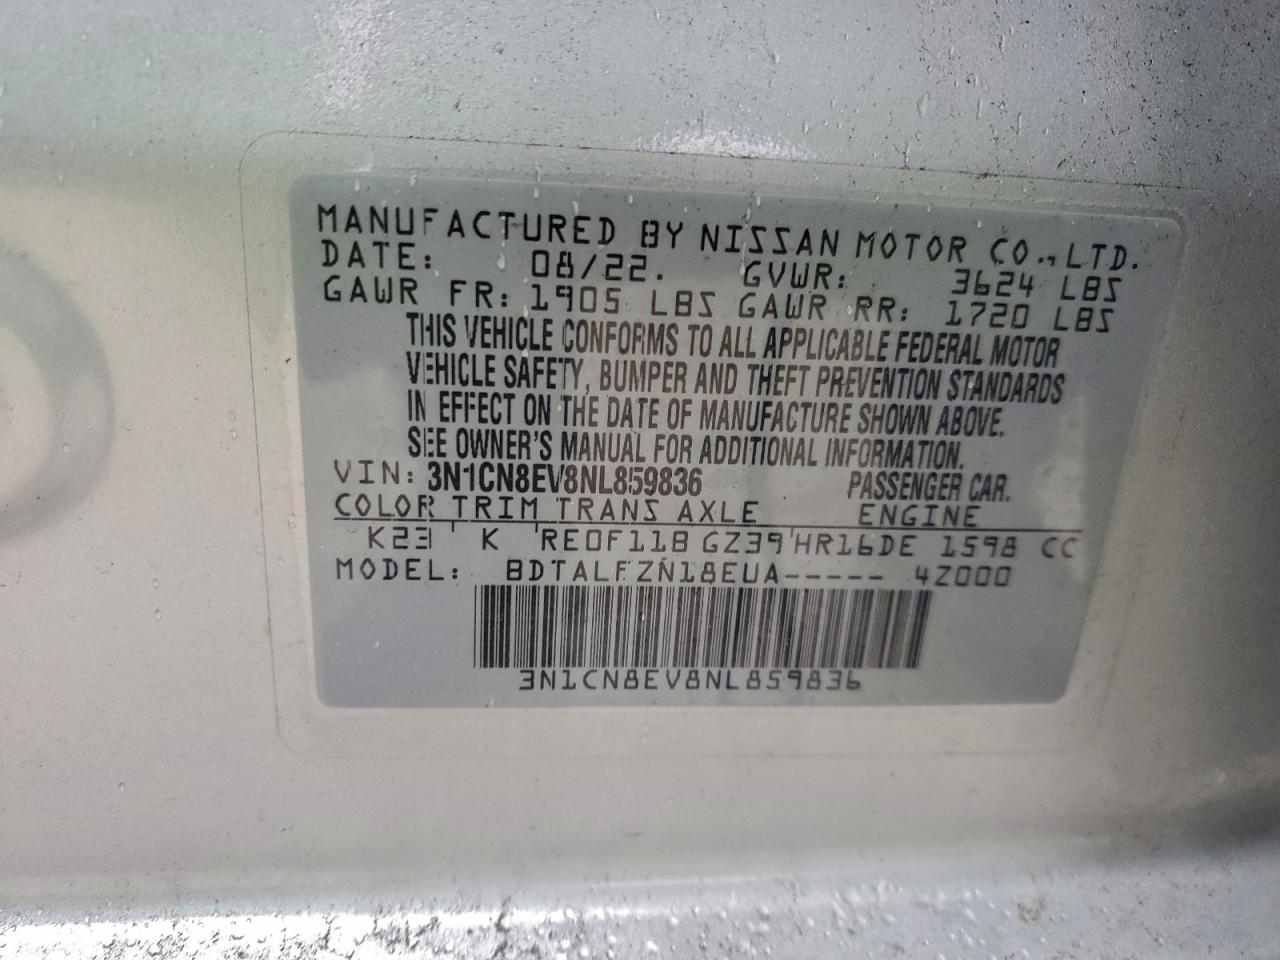 MANUFACTURED BY NISSAN MOTOR CO., LTD.
DATE: 08/22. GVWR: 3624 LBS
GAWR FR: 1905 LBS GAWR RR: 1720 LBS
THIS VEHICLE CONFORMS TO ALL APPLICABLE FEDERAL MOTOR
VEHICLE SAFETY, BUMPER AND THEFT PREVENTION STANDARDS
IN EFFECT ON THE DATE OF MANUFACTURE SHOWN ABOVE.
SEE OWNER'S MANUAL FOR ADDITIONAL INFORMATION.
VIN: 3N1CN8EV8NL859836 PASSENGER CAR.
COLOR TRIM TRANS AXLE ENGINE
K23 K RE0F11B GZ39 HR16DE 1598 CC
MODEL: BDTALFZN18EUA----- 4Z000
3N1CN8EV8NL859836